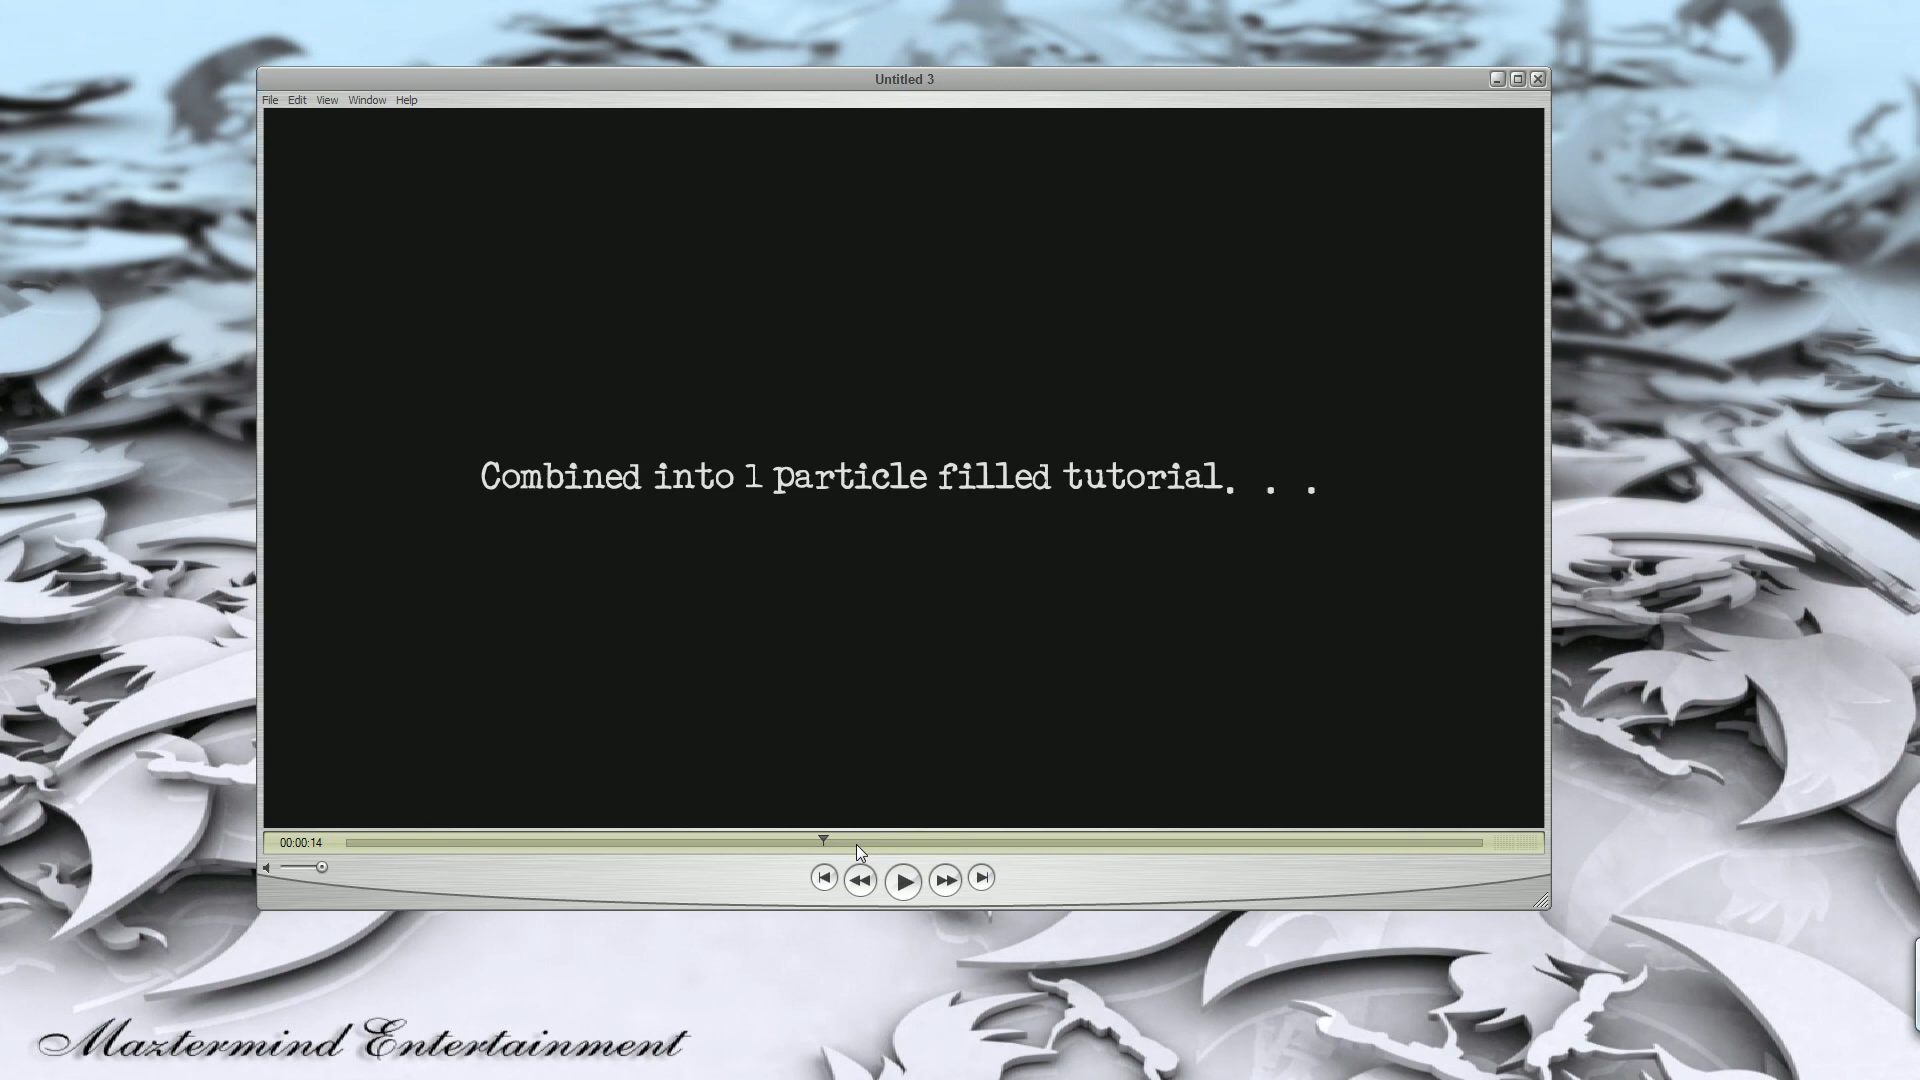 Untitled 3
File Edit View Window Help
Combined into 1 particle filled tutorial. . .
00:00:14
Maztermind Entertainment